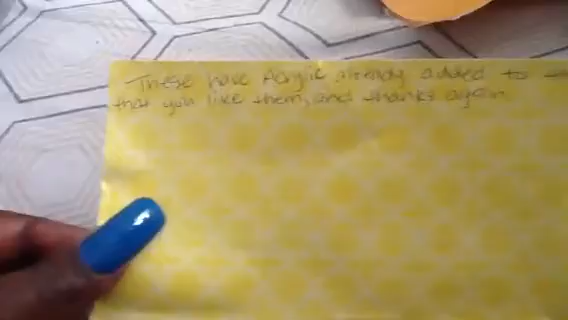 These have Acrylic already added to
that you like them, and thanks again.